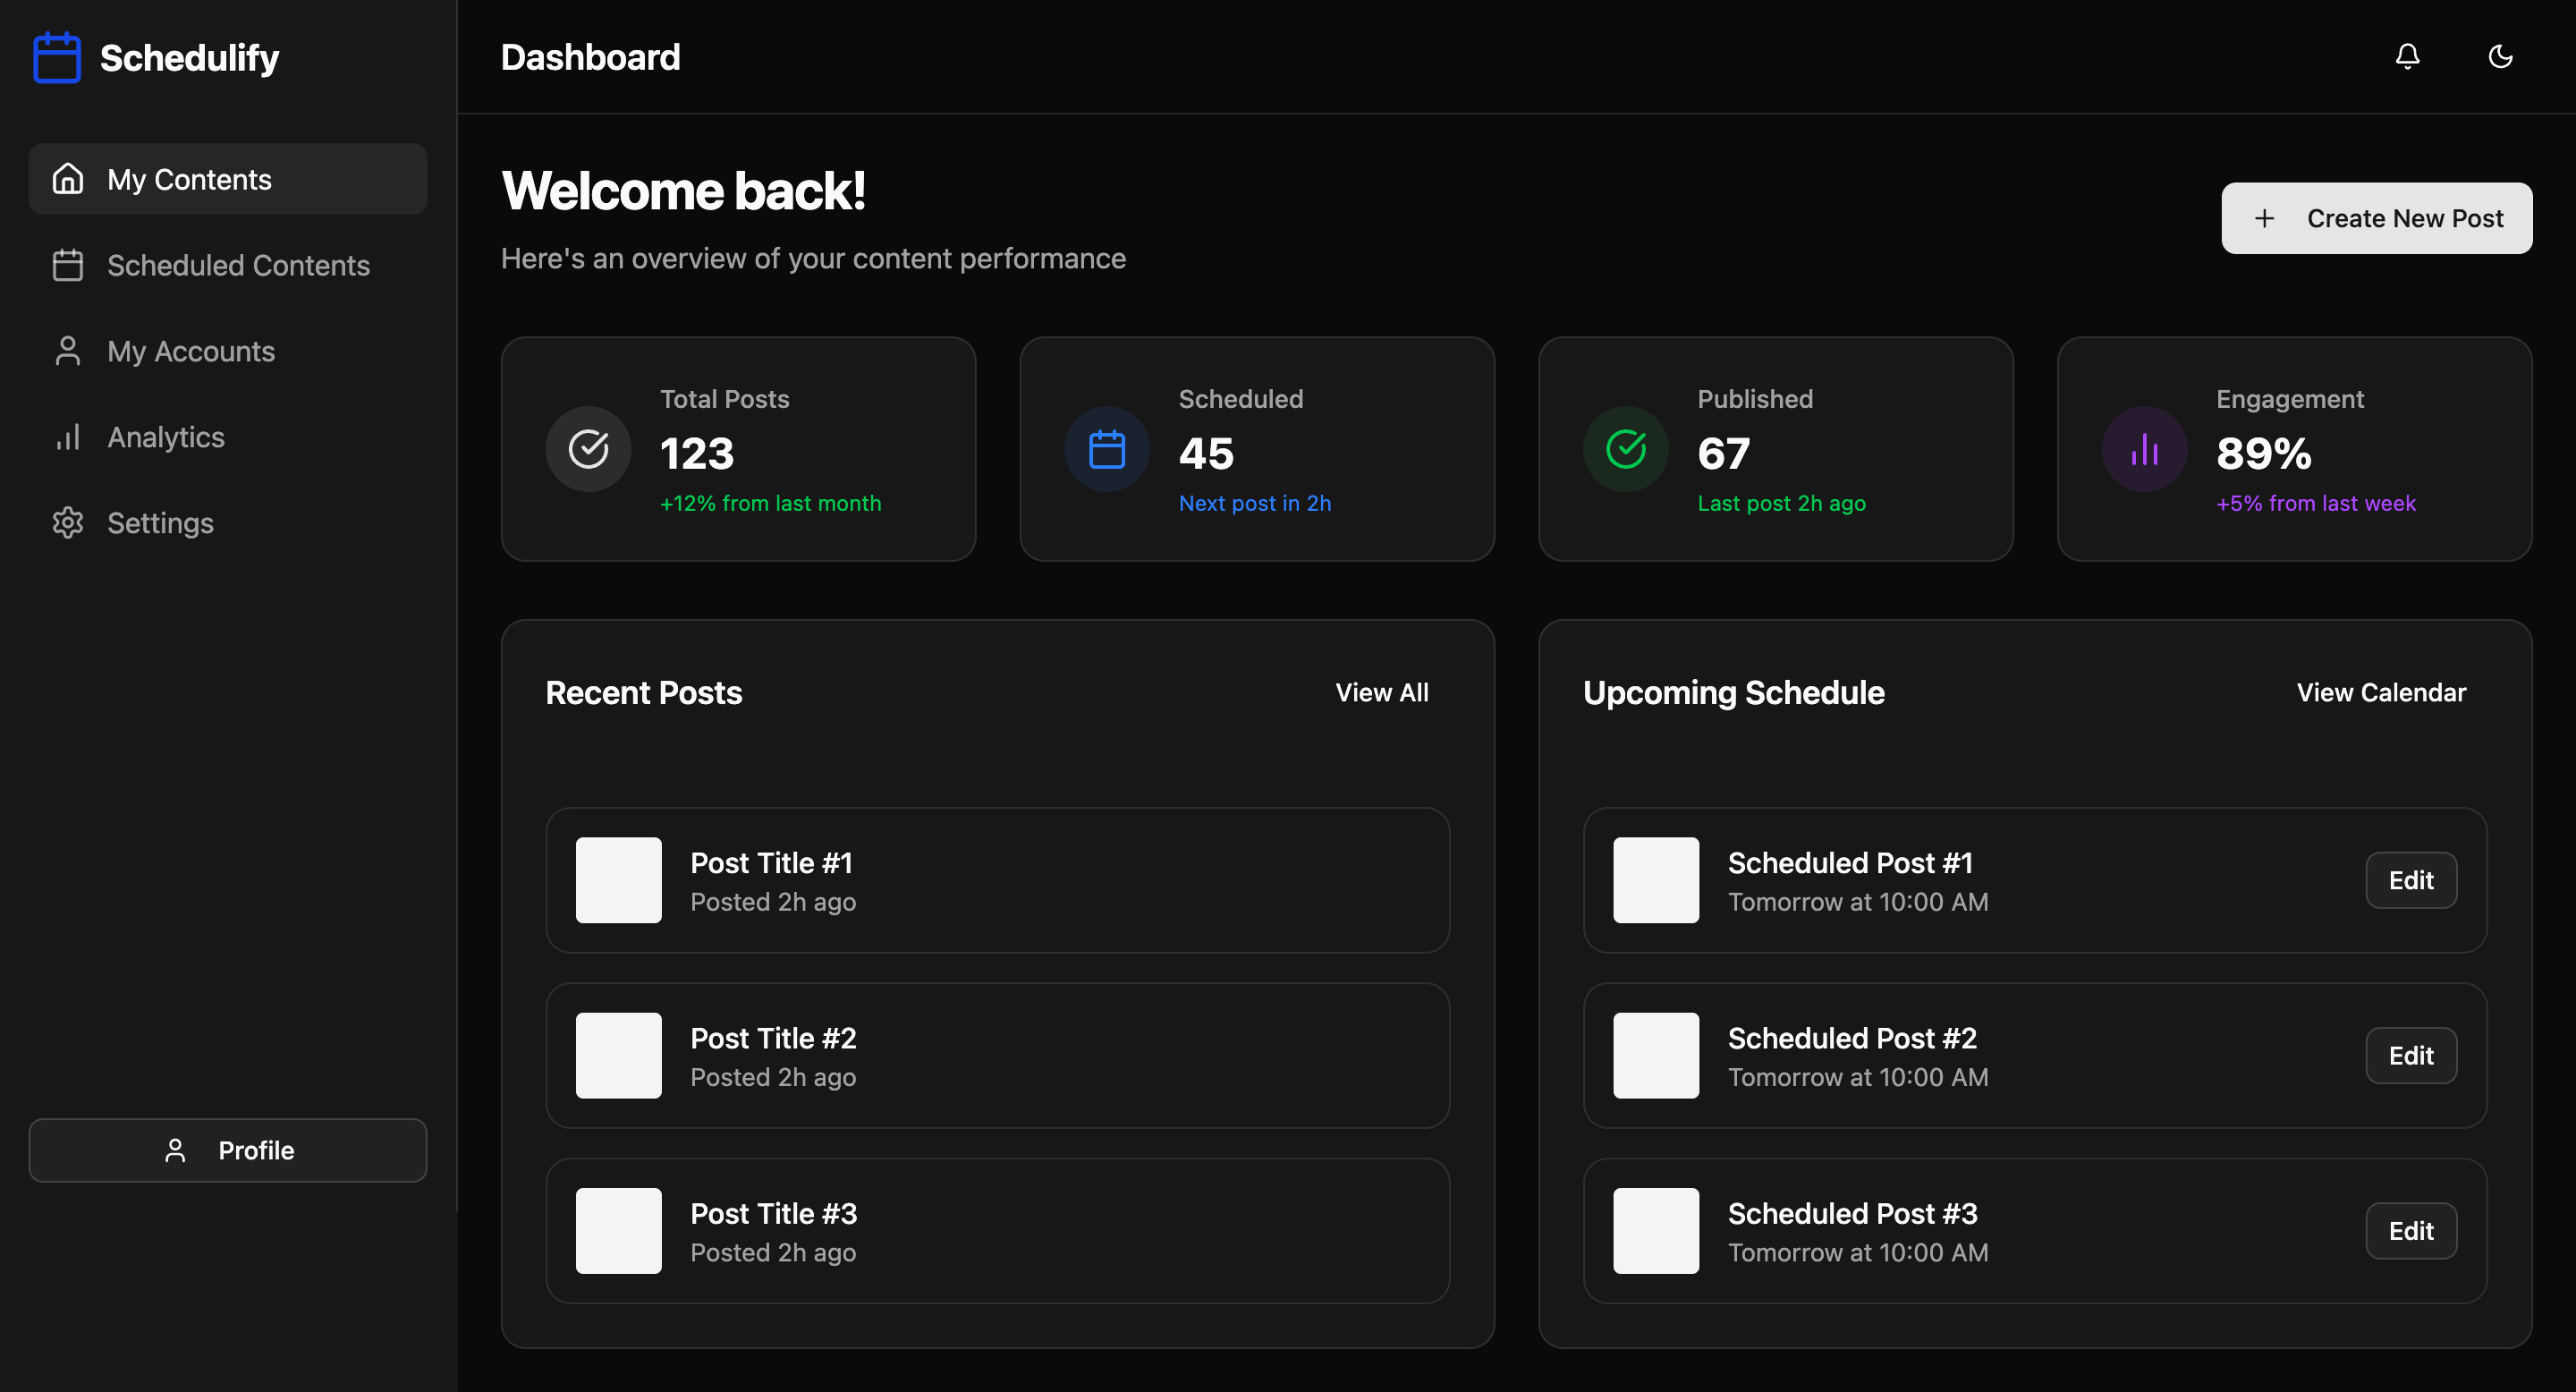 Schedulify
My Contents
Scheduled Contents
My Accounts
Analytics
Settings
Profile
Dashboard
Welcome back!
Here's an overview of your content performance
Create New Post
Total Posts
123
+12% from last month
Scheduled
45
Next post in 2h
Published
67
Last post 2h ago
Engagement
89%
+5% from last week
Recent Posts
View All
Post Title #1
Posted 2h ago
Post Title #2
Posted 2h ago
Post Title #3
Posted 2h ago
Upcoming Schedule
View Calendar
Scheduled Post #1
Tomorrow at 10:00 AM
Edit
Scheduled Post #2
Tomorrow at 10:00 AM
Edit
Scheduled Post #3
Tomorrow at 10:00 AM
Edit